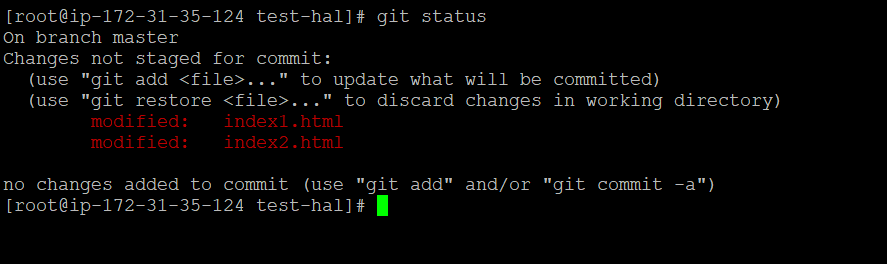 [root@ip-172-31-35-124 test-hal]# git status
On branch master
Changes not staged for commit:
  (use "git add <file>..." to update what will be committed)
  (use "git restore <file>..." to discard changes in working directory)
        modified:   index1.html
        modified:   index2.html

no changes added to commit (use "git add" and/or "git commit -a")
[root@ip-172-31-35-124 test-hal]#